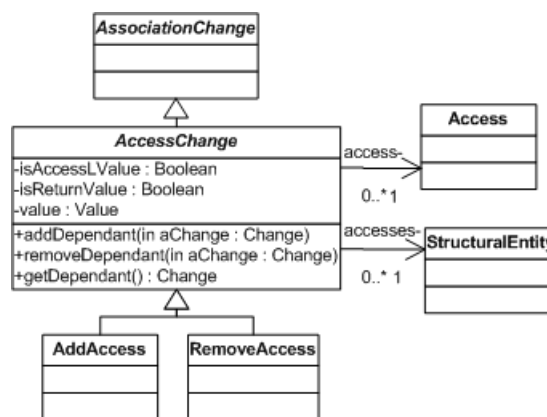 AssociationChange
AccessChange
-isAccessLValue : Boolean
-isReturnValue : Boolean
-value : Value
+addDependant(in aChange : Change)
+removeDependant(in aChange : Change)
+getDependant() : Change
access-
0..* 1
Access
accesses-
0..* 1
StructuralEntity
AddAccess
RemoveAccess